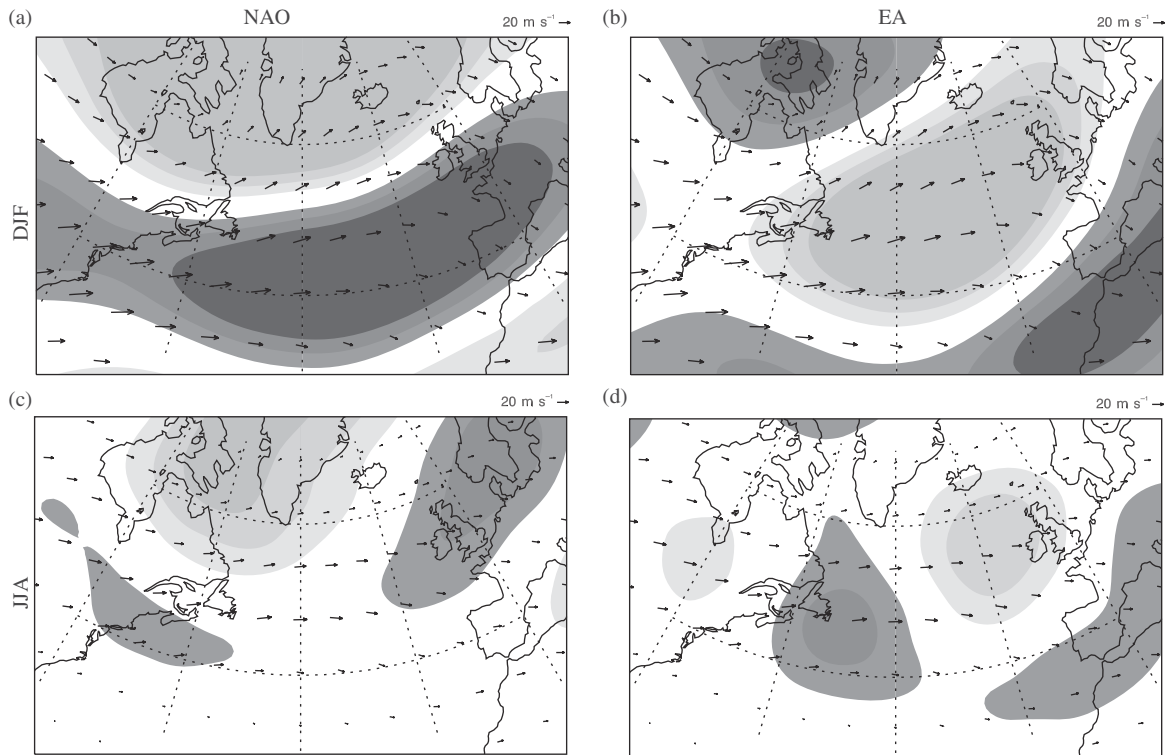 (a) NAO 20 m s⁻¹
(b) EA 20 m s⁻¹
DJF
(c) 20 m s⁻¹
(d) 20 m s⁻¹
JJA